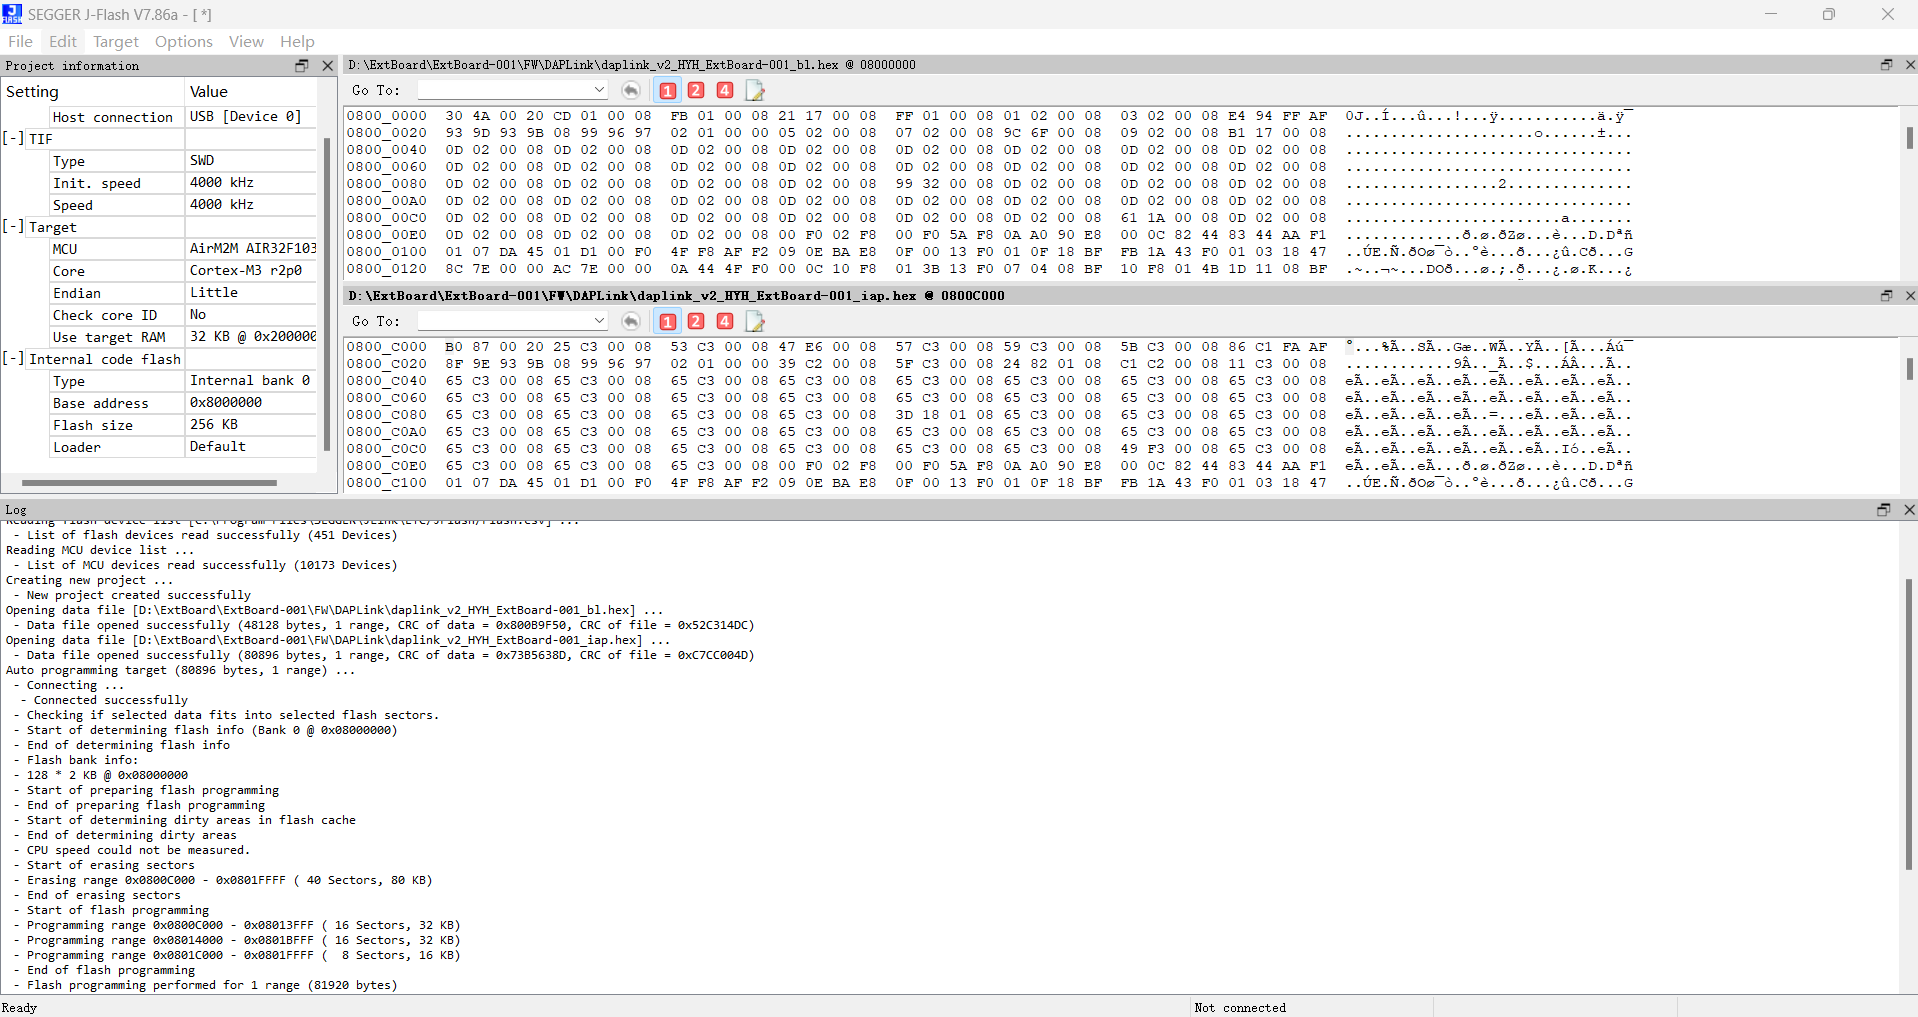 SEGGER J-Flash V7.86a - [ *]
File Edit Target Options View Help
Project information
Setting Value
Host connection USB [Device 0]
[-] TIF
Type SWD
Init. speed 4000 kHz
Speed 4000 kHz
[-] Target
MCU AirM2M AIR32F103
Core Cortex-M3 r2p0
Endian Little
Check core ID No
Use target RAM 32 KB @ 0x200000
[-] Internal code flash
Type Internal bank 0
Base address 0x8000000
Flash size 256 KB
Loader Default
D:\ExtBoard\ExtBoard-001\FW\DAPLink\daplink_v2_HYH_ExtBoard-001_bl.hex @ 08000000
Go To: 1 2 4
0800_0000 30 4A 00 20 CD 01 00 08 FB 01 00 08 21 17 00 08 FF 01 00 08 01 02 00 08 03 02 00 08 E4 94 FF AF 0J..Í...û...!...ÿ...........ä.ÿ¯
0800_0020 93 9D 93 9B 08 99 96 97 02 01 00 00 05 02 00 08 07 02 00 08 9C 6F 00 08 09 02 00 08 B1 17 00 08 .....................o......±...
0800_0040 0D 02 00 08 0D 02 00 08 0D 02 00 08 0D 02 00 08 0D 02 00 08 0D 02 00 08 0D 02 00 08 0D 02 00 08 ................................
0800_0060 0D 02 00 08 0D 02 00 08 0D 02 00 08 0D 02 00 08 0D 02 00 08 0D 02 00 08 0D 02 00 08 0D 02 00 08 ................................
0800_0080 0D 02 00 08 0D 02 00 08 0D 02 00 08 0D 02 00 08 99 32 00 08 0D 02 00 08 0D 02 00 08 0D 02 00 08 .................2..............
0800_00A0 0D 02 00 08 0D 02 00 08 0D 02 00 08 0D 02 00 08 0D 02 00 08 0D 02 00 08 0D 02 00 08 0D 02 00 08 ................................
0800_00C0 0D 02 00 08 0D 02 00 08 0D 02 00 08 0D 02 00 08 0D 02 00 08 0D 02 00 08 61 1A 00 08 0D 02 00 08 ........................a.......
0800_00E0 0D 02 00 08 0D 02 00 08 0D 02 00 08 00 F0 02 F8 00 F0 5A F8 0A A0 90 E8 00 0C 82 44 83 44 AA F1 .............ð.ø.ðZø...è...D.Dªñ
0800_0100 01 07 DA 45 01 D1 00 F0 4F F8 AF F2 09 0E BA E8 0F 00 13 F0 01 0F 18 BF FB 1A 43 F0 01 03 18 47 ..ÚE.Ñ.ðOø¯ò..ºè...ð...¿û.Cð...G
0800_0120 8C 7E 00 00 AC 7E 00 00 0A 44 4F F0 00 0C 10 F8 01 3B 13 F0 07 04 08 BF 10 F8 01 4B 1D 11 08 BF .~..¬~...DOð...ø.;.ð...¿.ø.K...¿
D:\ExtBoard\ExtBoard-001\FW\DAPLink\daplink_v2_HYH_ExtBoard-001_iap.hex @ 0800C000
Go To: 1 2 4
0800_C000 B0 87 00 20 25 C3 00 08 53 C3 00 08 47 E6 00 08 57 C3 00 08 59 C3 00 08 5B C3 00 08 86 C1 FA AF °...%Ã..SÃ..Gæ..WÃ..YÃ..[Ã...Áú¯
0800_C020 8F 9E 93 9B 08 99 96 97 02 01 00 00 39 C2 00 08 5F C3 00 08 24 82 01 08 C1 C2 00 08 11 C3 00 08 ............9Â.._Ã..$...ÁÂ...Ã..
0800_C040 65 C3 00 08 65 C3 00 08 65 C3 00 08 65 C3 00 08 65 C3 00 08 65 C3 00 08 65 C3 00 08 65 C3 00 08 eÃ..eÃ..eÃ..eÃ..eÃ..eÃ..eÃ..eÃ..
0800_C060 65 C3 00 08 65 C3 00 08 65 C3 00 08 65 C3 00 08 65 C3 00 08 65 C3 00 08 65 C3 00 08 65 C3 00 08 eÃ..eÃ..eÃ..eÃ..eÃ..eÃ..eÃ..eÃ..
0800_C080 65 C3 00 08 65 C3 00 08 65 C3 00 08 65 C3 00 08 3D 18 01 08 65 C3 00 08 65 C3 00 08 65 C3 00 08 eÃ..eÃ..eÃ..eÃ..=...eÃ..eÃ..eÃ..
0800_C0A0 65 C3 00 08 65 C3 00 08 65 C3 00 08 65 C3 00 08 65 C3 00 08 65 C3 00 08 65 C3 00 08 65 C3 00 08 eÃ..eÃ..eÃ..eÃ..eÃ..eÃ..eÃ..eÃ..
0800_C0C0 65 C3 00 08 65 C3 00 08 65 C3 00 08 65 C3 00 08 65 C3 00 08 65 C3 00 08 49 F3 00 08 65 C3 00 08 eÃ..eÃ..eÃ..eÃ..eÃ..eÃ..Ió..eÃ..
0800_C0E0 65 C3 00 08 65 C3 00 08 65 C3 00 08 00 F0 02 F8 00 F0 5A F8 0A A0 90 E8 00 0C 82 44 83 44 AA F1 eÃ..eÃ..eÃ...ð.ø.ðZø...è...D.Dªñ
0800_C100 01 07 DA 45 01 D1 00 F0 4F F8 AF F2 09 0E BA E8 0F 00 13 F0 01 0F 18 BF FB 1A 43 F0 01 03 18 47 ..ÚE.Ñ.ðOø¯ò..ºè...ð...¿û.Cð...G
Log
Reading flash device list [C:\Program Files\SEGGER\JLink\ETC/JFlash/Flash.csv] ...
- List of flash devices read successfully (451 Devices)
Reading MCU device list ...
- List of MCU devices read successfully (10173 Devices)
Creating new project ...
- New project created successfully
Opening data file [D:\ExtBoard\ExtBoard-001\FW\DAPLink\daplink_v2_HYH_ExtBoard-001_bl.hex] ...
- Data file opened successfully (48128 bytes, 1 range, CRC of data = 0x800B9F50, CRC of file = 0x52C314DC)
Opening data file [D:\ExtBoard\ExtBoard-001\FW\DAPLink\daplink_v2_HYH_ExtBoard-001_iap.hex] ...
- Data file opened successfully (80896 bytes, 1 range, CRC of data = 0x73B5638D, CRC of file = 0xC7CC004D)
Auto programming target (80896 bytes, 1 range) ...
- Connecting ...
- Connected successfully
- Checking if selected data fits into selected flash sectors.
- Start of determining flash info (Bank 0 @ 0x08000000)
- End of determining flash info
- Flash bank info:
- 128 * 2 KB @ 0x08000000
- Start of preparing flash programming
- End of preparing flash programming
- Start of determining dirty areas in flash cache
- End of determining dirty areas
- CPU speed could not be measured.
- Start of erasing sectors
- Erasing range 0x0800C000 - 0x0801FFFF ( 40 Sectors, 80 KB)
- End of erasing sectors
- Start of flash programming
- Programming range 0x0800C000 - 0x08013FFF ( 16 Sectors, 32 KB)
- Programming range 0x08014000 - 0x0801BFFF ( 16 Sectors, 32 KB)
- Programming range 0x0801C000 - 0x0801FFFF ( 8 Sectors, 16 KB)
- End of flash programming
- Flash programming performed for 1 range (81920 bytes)
Ready Not connected